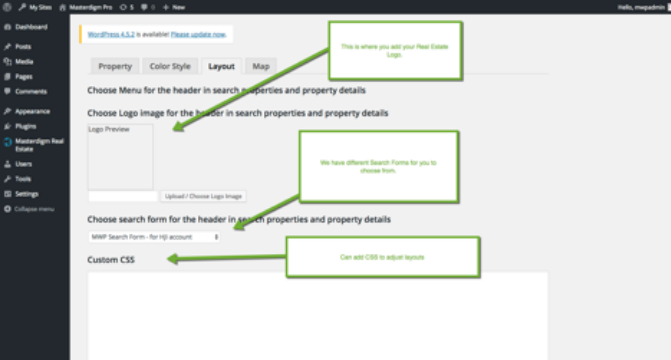 My Sites Masterdigm Pro 5 0 + New Hello, mwpadmin
Dashboard
Posts
Media
Pages
Comments
Appearance
Plugins
Masterdigm Real
Estate
Users
Tools
Settings
Collapse menu
WordPress 4.5.2 is available! Please update now.
Property Color Style Layout Map
Choose Menu for the header in search properties and property details
Choose Logo image for the header in search properties and property details
Logo Preview
Upload / Choose Logo Image
Choose search form for the header in search properties and property details
MWP Search Form - for HJI account
Custom CSS
This is where you add your Real Estate
Logo.
We have different Search Forms for you to
choose from.
Can add CSS to adjust layouts